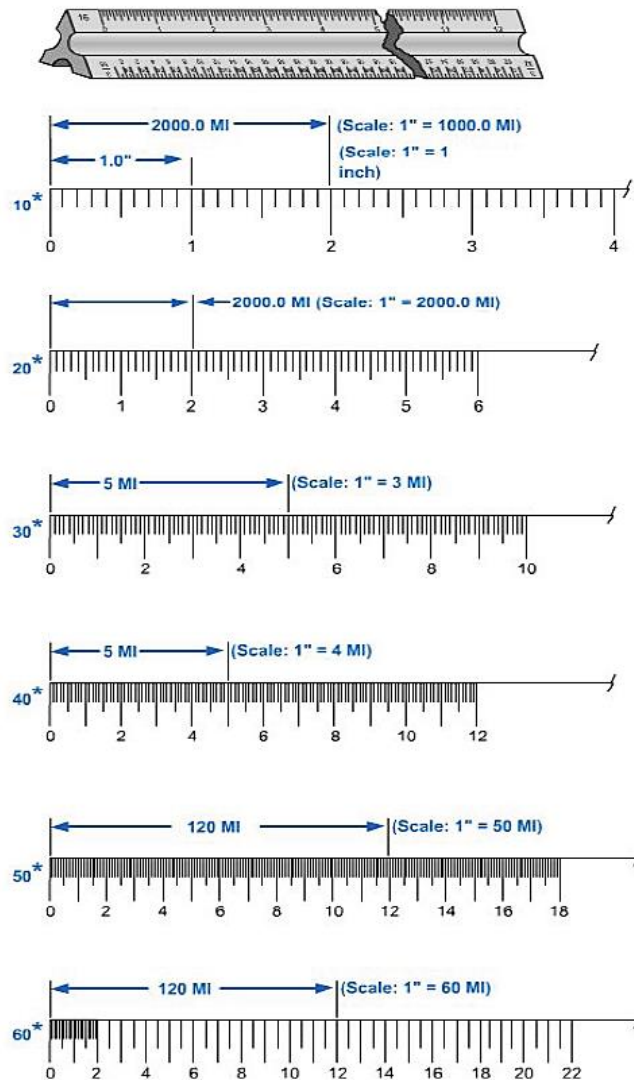 16
2000.0 MI (Scale: 1" = 1000.0 MI)
1.0" (Scale: 1" = 1
inch)
10*
0 1 2 3 4
2000.0 MI (Scale: 1" = 2000.0 MI)
20*
0 1 2 3 4 5 6
5 MI (Scale: 1" = 3 MI)
30*
0 2 4 6 8 10
5 MI (Scale: 1" = 4 MI)
40*
0 2 4 6 8 10 12
120 MI (Scale: 1" = 50 MI)
50*
0 2 4 6 8 10 12 14 16 18
120 MI (Scale: 1" = 60 MI)
60*
0 2 4 6 8 10 12 14 16 18 20 22